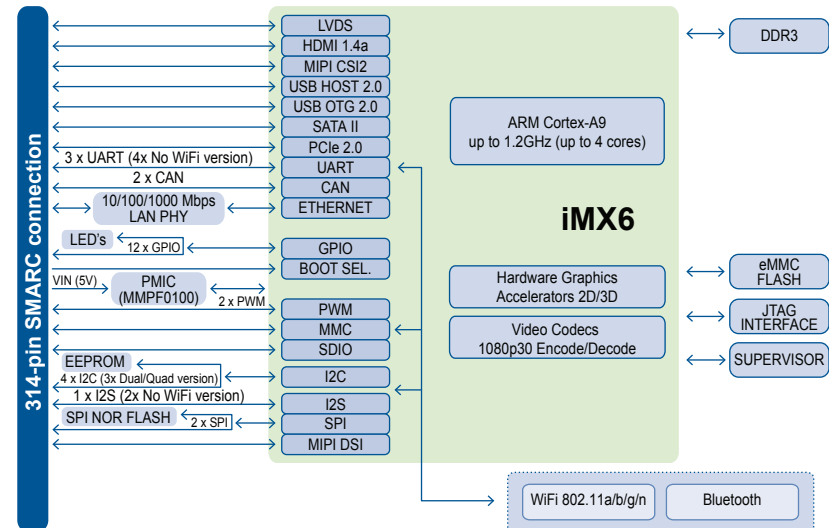 314-pin SMARC connection
LVDS
HDMI 1.4a
MIPI CSI2
USB HOST 2.0
USB OTG 2.0
SATA II
PCIe 2.0
3 x UART (4x No WiFi version)
UART
2 x CAN
CAN
10/100/1000 Mbps
LAN PHY
ETHERNET
LED's
12 x GPIO
GPIO
BOOT SEL.
VIN (5V)
PMIC
(MMPF0100)
2 x PWM
PWM
MMC
SDIO
EEPROM
4 x I2C (3x Dual/Quad version)
I2C
1 x I2S (2x No WiFi version)
I2S
SPI NOR FLASH
2 x SPI
SPI
MIPI DSI
ARM Cortex-A9
up to 1.2GHz (up to 4 cores)
iMX6
Hardware Graphics
Accelerators 2D/3D
Video Codecs
1080p30 Encode/Decode
DDR3
eMMC
FLASH
JTAG
INTERFACE
SUPERVISOR
WiFi 802.11a/b/g/n
Bluetooth